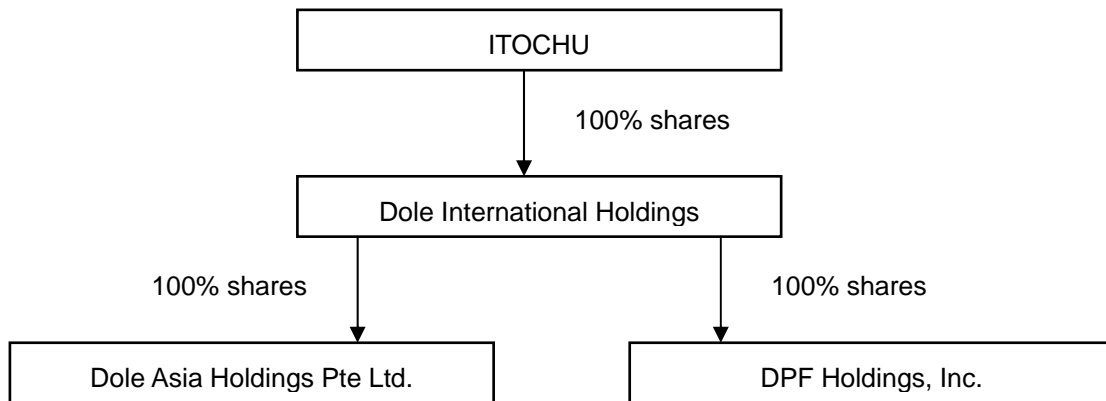 ITOCHU
100% shares
Dole International Holdings
100% shares
100% shares
Dole Asia Holdings Pte Ltd.
DPF Holdings, Inc.